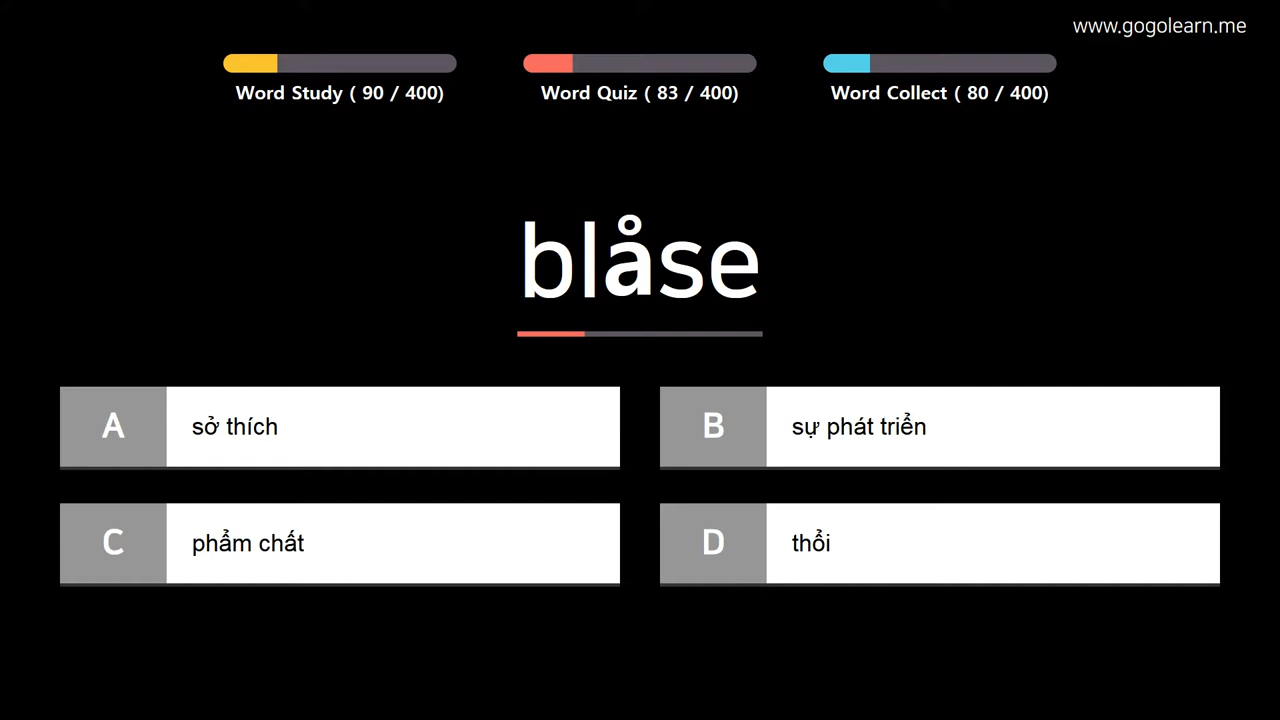 www.gogolearn.me
Word Study ( 90 / 400)
Word Quiz ( 83 / 400)
Word Collect ( 80 / 400)
blåse
A sở thích
B sự phát triển
C phẩm chất
D thổi